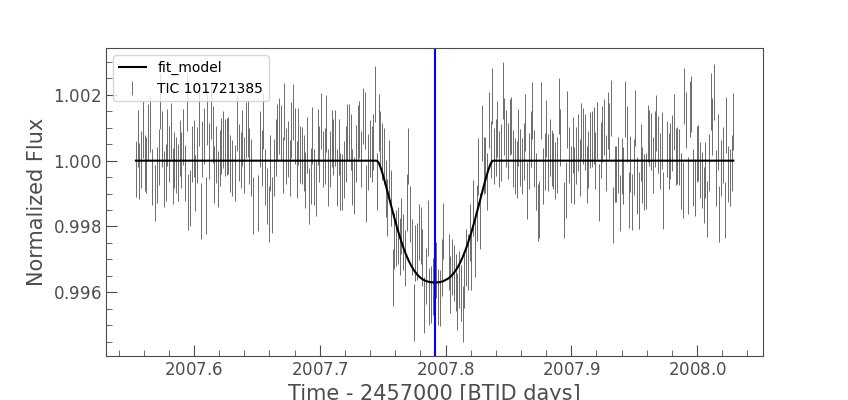 fit_model
TIC 101721385
1.002
1.000
0.998
0.996
Normalized Flux
2007.6 2007.7 2007.8 2007.9 2008.0
Time - 2457000 [BTJD days]